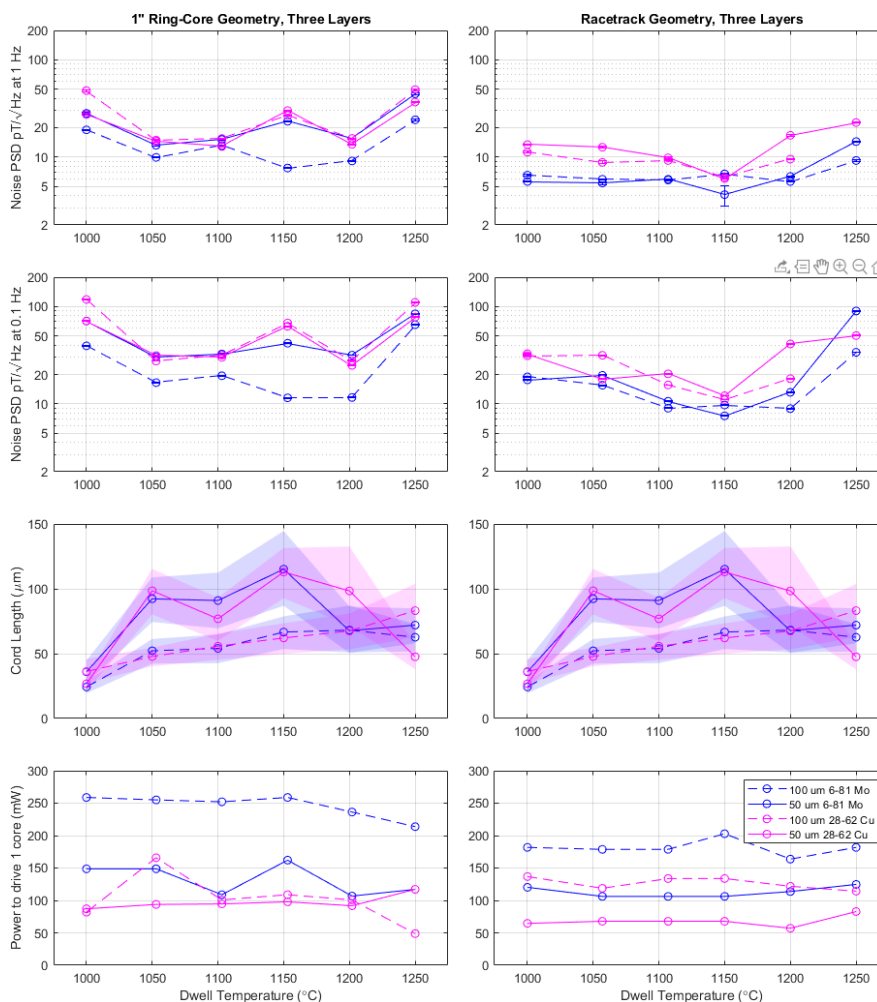 1" Ring-Core Geometry, Three Layers
Racetrack Geometry, Three Layers
Noise PSD pT/√Hz at 1 Hz
200
100
50
20
10
5
2
1000 1050 1100 1150 1200 1250
200
100
50
20
10
5
2
1000 1050 1100 1150 1200 1250
Noise PSD pT/√Hz at 0.1 Hz
200
100
50
20
10
5
2
1000 1050 1100 1150 1200 1250
200
100
50
20
10
5
2
1000 1050 1100 1150 1200 1250
Cord Length (μm)
150
100
50
0
1000 1050 1100 1150 1200 1250
150
100
50
0
1000 1050 1100 1150 1200 1250
Power to drive 1 core (mW)
300
250
200
150
100
50
0
1000 1050 1100 1150 1200 1250
Dwell Temperature (°C)
300
250
200
150
100
50
0
1000 1050 1100 1150 1200 1250
Dwell Temperature (°C)
100 um 6-81 Mo
50 um 6-81 Mo
100 um 28-62 Cu
50 um 28-62 Cu